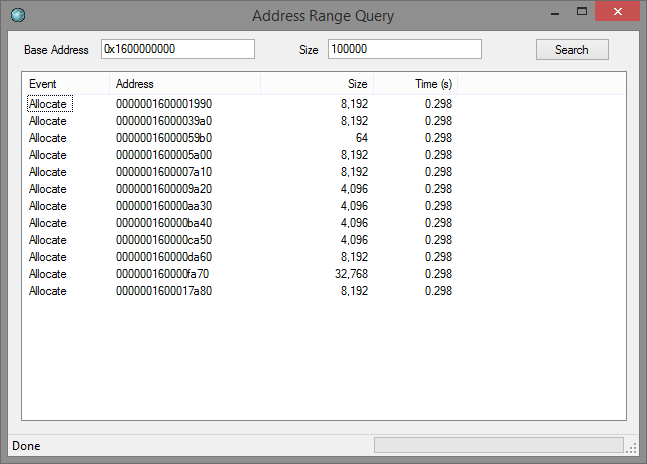 Address Range Query
Base Address 0x1600000000 Size 100000 Search
Event Address Size Time (s)
Allocate 0000001600001990 8,192 0.298
Allocate 00000016000039a0 8,192 0.298
Allocate 00000016000059b0 64 0.298
Allocate 0000001600005a00 8,192 0.298
Allocate 0000001600007a10 8,192 0.298
Allocate 0000001600009a20 4,096 0.298
Allocate 000000160000aa30 4,096 0.298
Allocate 000000160000ba40 4,096 0.298
Allocate 000000160000ca50 4,096 0.298
Allocate 000000160000da60 8,192 0.298
Allocate 000000160000fa70 32,768 0.298
Allocate 0000001600017a80 8,192 0.298
Done